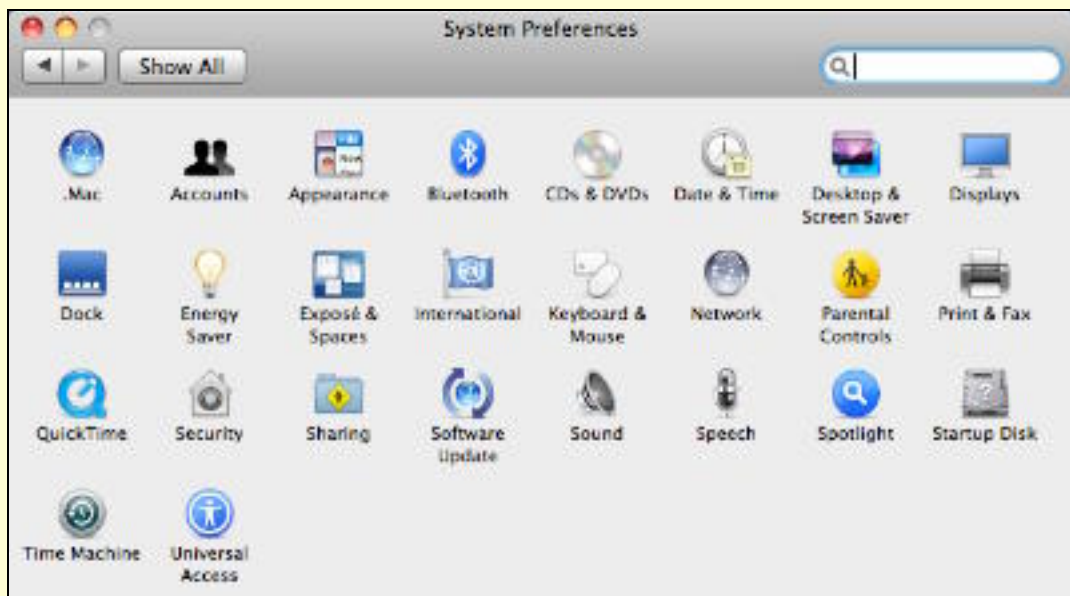 System Preferences
Show All
.Mac
Accounts
Appearance
Bluetooth
CDs & DVDs
Date & Time
Desktop &
Screen Saver
Displays
Dock
Energy
Saver
Exposé &
Spaces
International
Keyboard &
Mouse
Network
Parental
Controls
Print & Fax
QuickTime
Security
Sharing
Software
Update
Sound
Speech
Spotlight
Startup Disk
Time Machine
Universal
Access